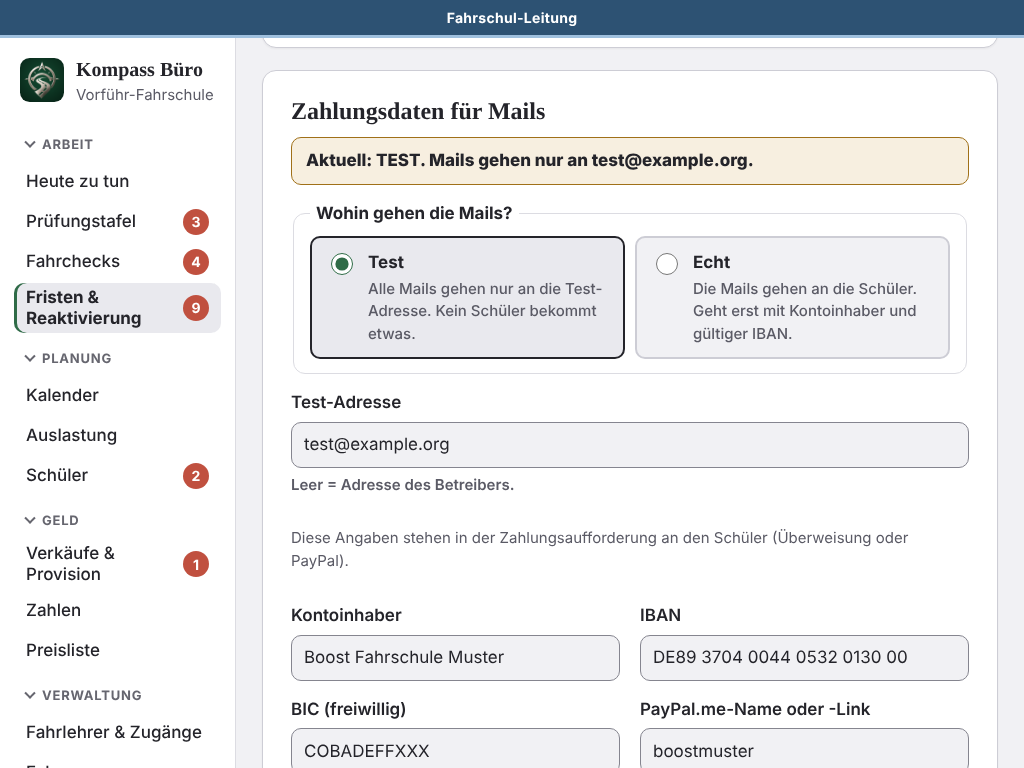 Fahrschul-Leitung
Kompass Büro
Vorführ-Fahrschule
ARBEIT
Heute zu tun
Prüfungstafel 3
Fahrchecks 4
Fristen &
Reaktivierung 9
PLANUNG
Kalender
Auslastung
Schüler 2
GELD
Verkäufe &
Provision 1
Zahlen
Preisliste
VERWALTUNG
Fahrlehrer & Zugänge
Zahlungsdaten für Mails
Aktuell: TEST. Mails gehen nur an test@example.org.
Wohin gehen die Mails?
Test
Alle Mails gehen nur an die Test-
Adresse. Kein Schüler bekommt
etwas.
Echt
Die Mails gehen an die Schüler.
Geht erst mit Kontoinhaber und
gültiger IBAN.
Test-Adresse
test@example.org
Leer = Adresse des Betreibers.
Diese Angaben stehen in der Zahlungsaufforderung an den Schüler (Überweisung oder
PayPal).
Kontoinhaber
Boost Fahrschule Muster
IBAN
DE89 3704 0044 0532 0130 00
BIC (freiwillig)
COBADEFFXXX
PayPal.me-Name oder -Link
boostmuster